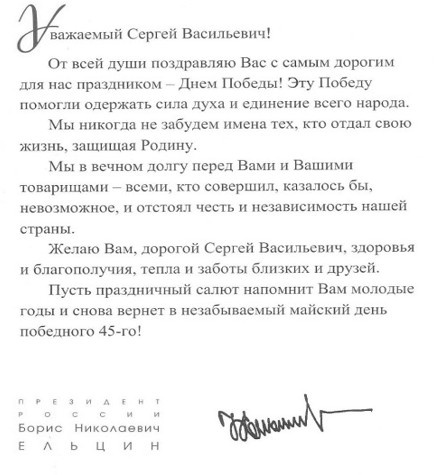 Уважаемый Сергей Васильевич!
От всей души поздравляю Вас с самым дорогим
для нас праздником – Днем Победы! Эту Победу
помогли одержать сила духа и единение всего народа.
Мы никогда не забудем имена тех, кто отдал свою
жизнь, защищая Родину.
Мы в вечном долгу перед Вами и Вашими
товарищами – всеми, кто совершил, казалось бы,
невозможное, и отстоял честь и независимость нашей
страны.
Желаю Вам, дорогой Сергей Васильевич, здоровья
и благополучия, тепла и заботы близких и друзей.
Пусть праздничный салют напомнит Вам молодые
годы и снова вернет в незабываемый майский день
победного 45-го!
ПРЕЗИДЕНТ
РОССИИ
Борис Николаевич
ЕЛЬЦИН